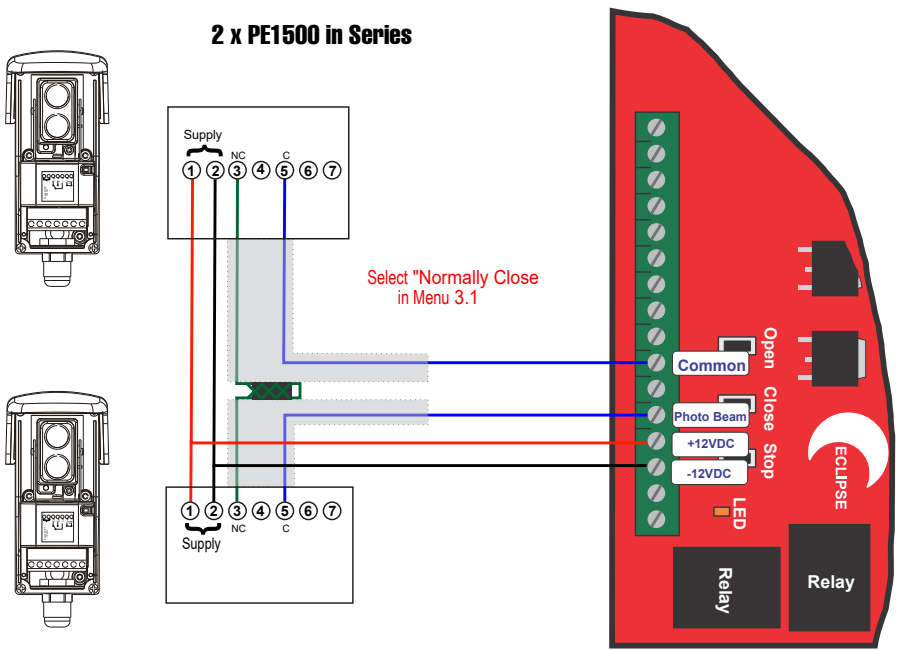 2 x PE1500 in Series
Supply
NC
C
1 2 3 4 5 6 7
Select "Normally Close
in Menu 3.1
Open
Common
Close
Photo Beam
+12VDC
Stop
-12VDC
ECLIPSE
LED
1 2 3 4 5 6 7
NC
C
Supply
Relay
Relay